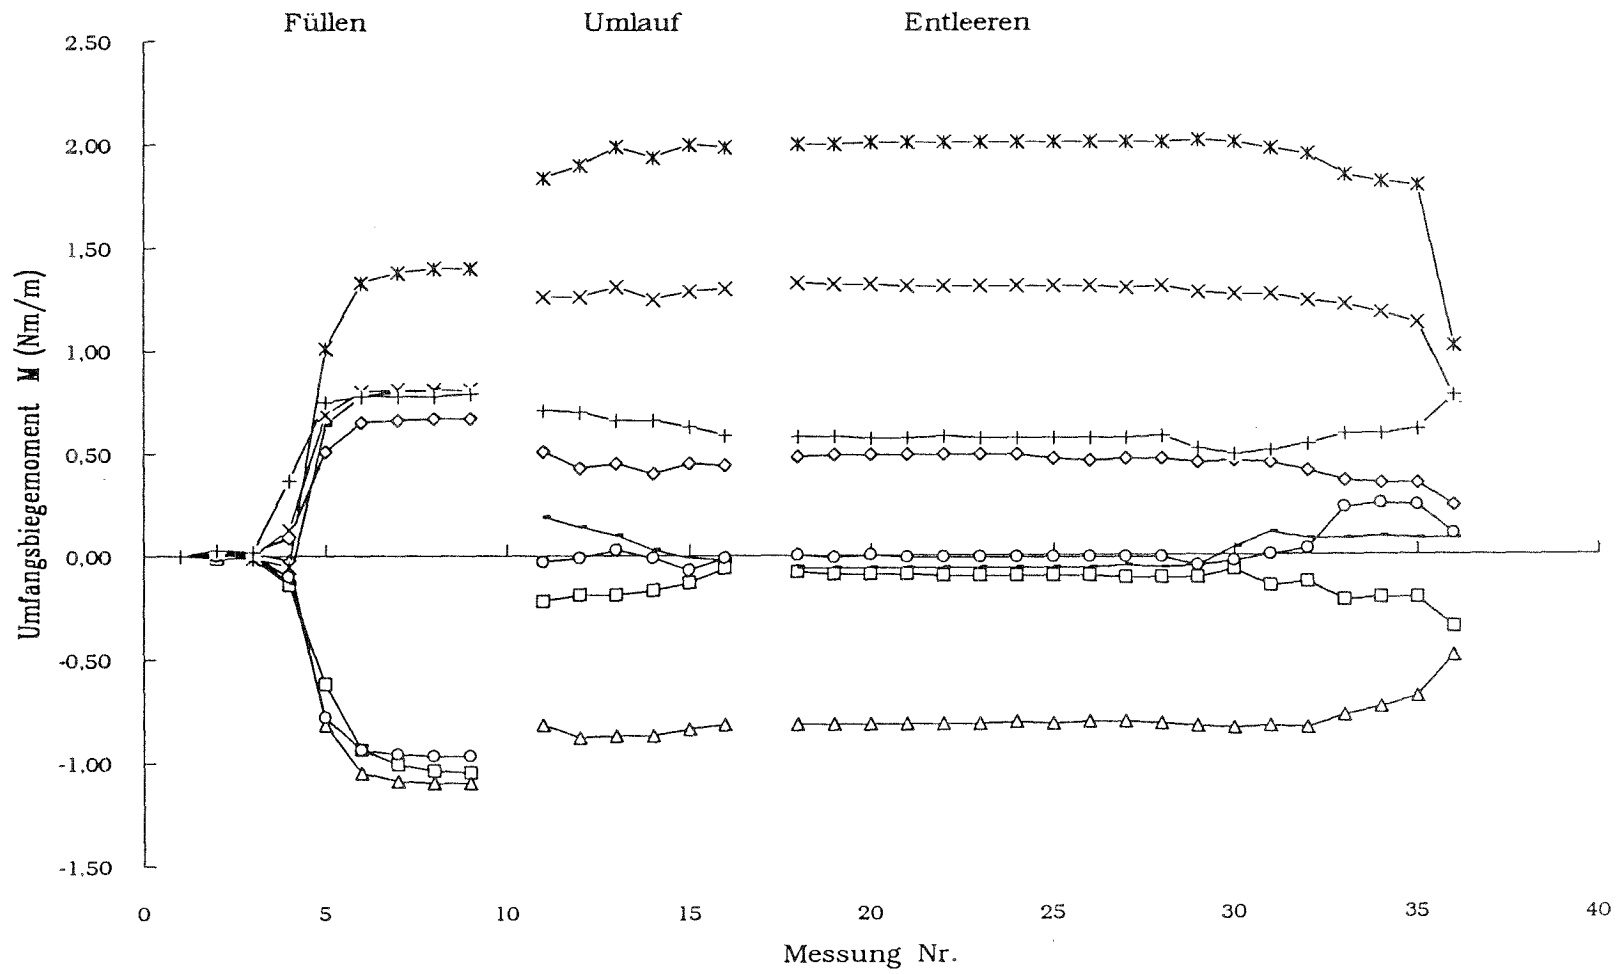 Füllen Umlauf Entleeren
2,50
2,00
1,50
1,00
0,50
0,00
-0,50
-1,00
-1,50
Umfangsbiegemoment M (Nm/m)
0 5 10 15 20 25 30 35 40
Messung Nr.